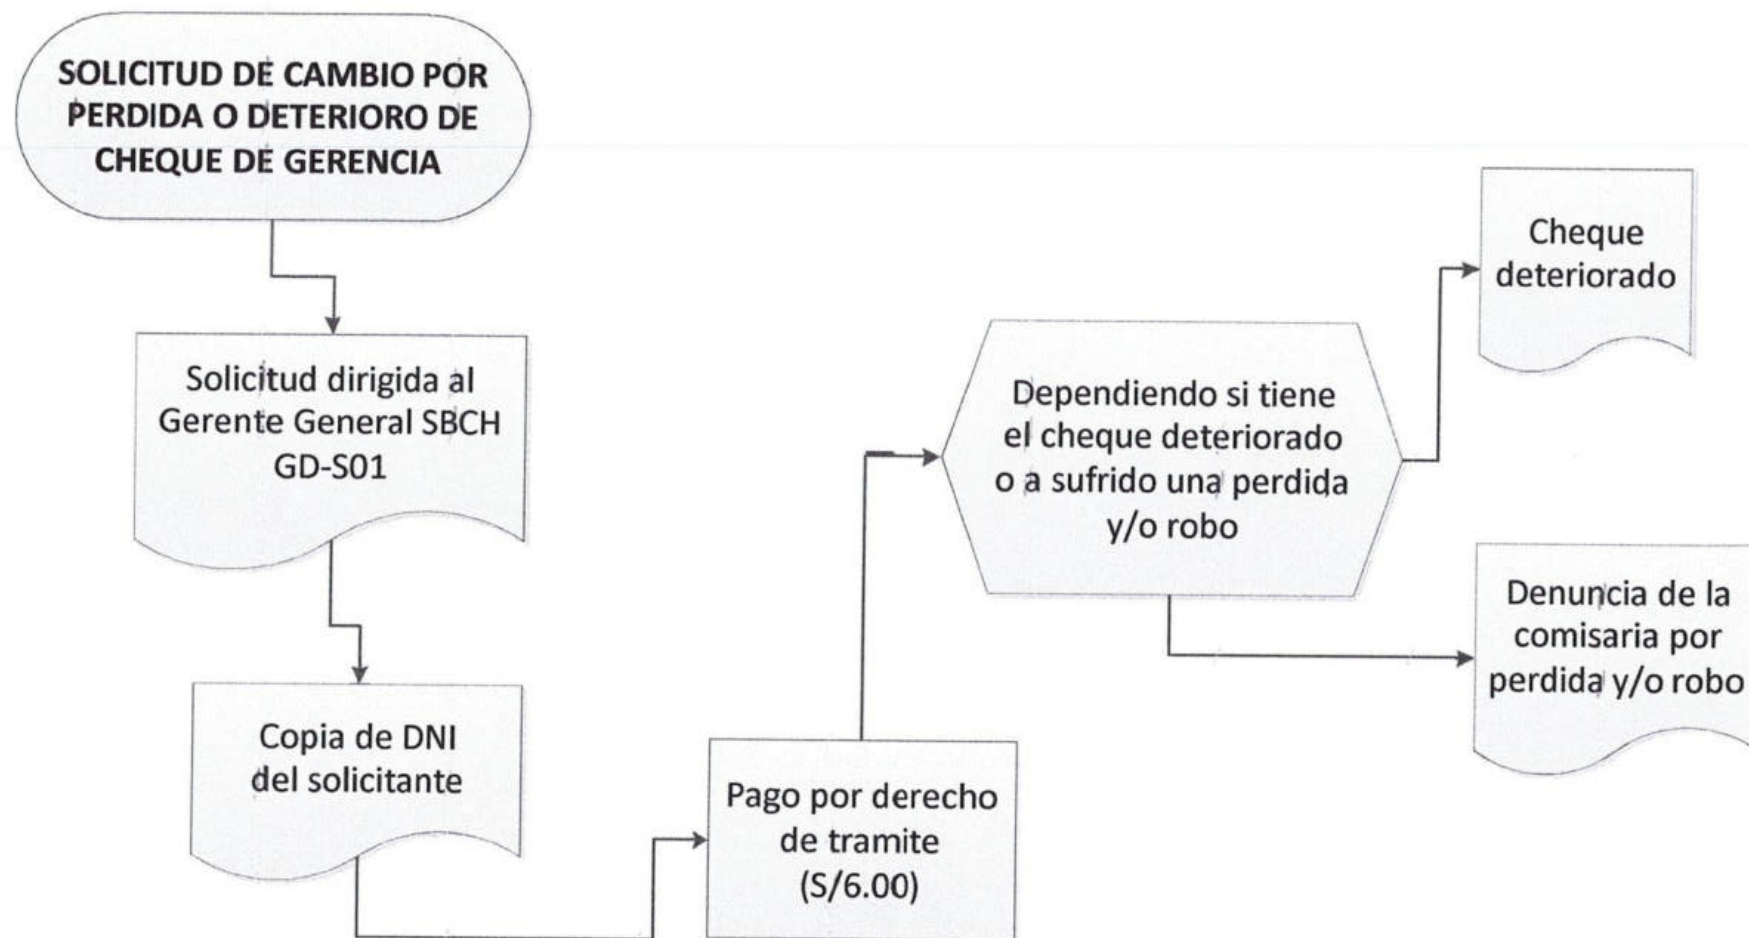 SOLICITUD DE CAMBIO POR
PERDIDA O DETERIORO DE
CHEQUE DE GERENCIA
Solicitud dirigida al
Gerente General SBCH
GD-S01
Copia de DNI
del solicitante
Pago por derecho
de tramite
(S/6.00)
Dependiendo si tiene
el cheque deteriorado
o a sufrido una perdida
y/o robo
Cheque
deteriorado
Denuncia de la
comisaria por
perdida y/o robo